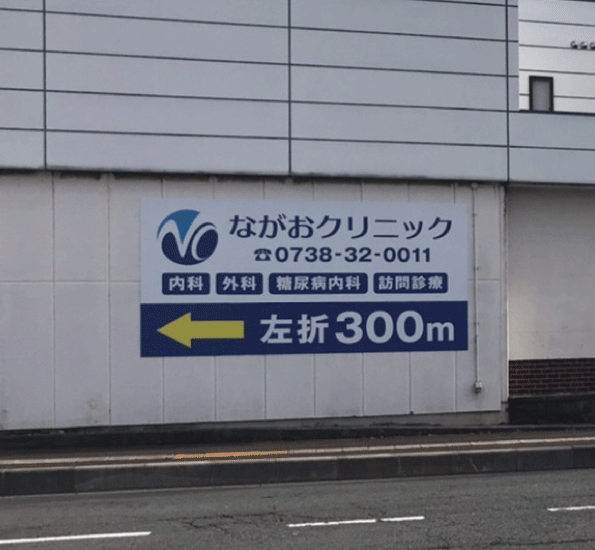 ながおクリニック
☎0738-32-0011
内科 外科 糖尿病内科 訪問診療
左折300m